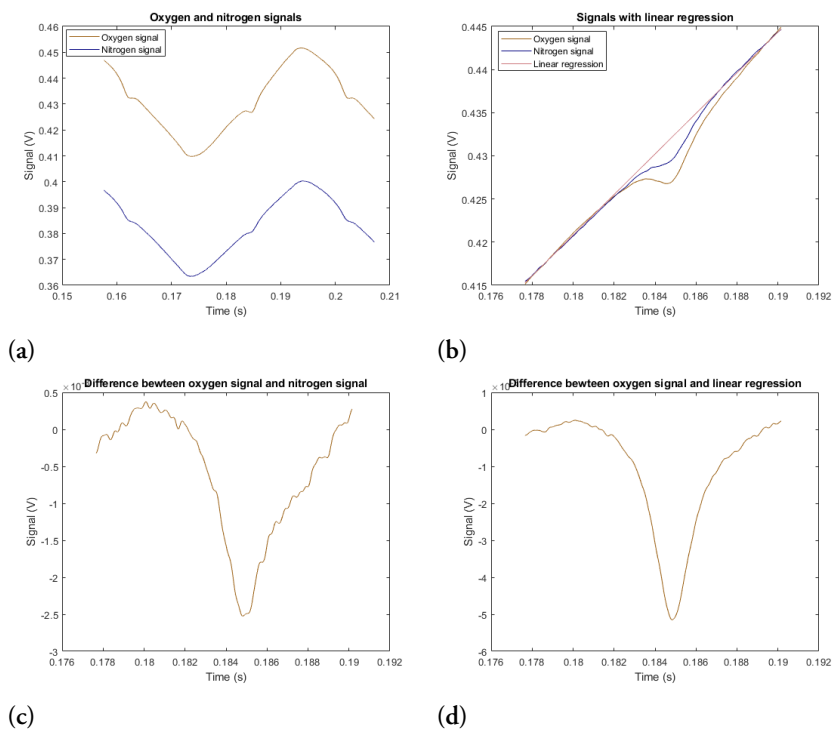 Oxygen and nitrogen signals
0.46
0.45
0.44
0.43
0.42
0.41
0.4
0.39
0.38
0.37
0.36
Signal (V)
Oxygen signal
Nitrogen signal
0.15 0.16 0.17 0.18 0.19 0.2 0.21
Time (s)
(a)
Signals with linear regression
0.445
0.44
0.435
0.43
0.425
0.42
0.415
Signal (V)
Oxygen signal
Nitrogen signal
Linear regression
0.176 0.178 0.18 0.182 0.184 0.186 0.188 0.19 0.192
Time (s)
(b)
Difference bewteen oxygen signal and nitrogen signal
0.5
0
-0.5
-1
-1.5
-2
-2.5
-3
Signal (V)
0.176 0.178 0.18 0.182 0.184 0.186 0.188 0.19 0.192
Time (s)
(c)
Difference bewteen oxygen signal and linear regression
1
0
-1
-2
-3
-4
-5
-6
Signal (V)
0.176 0.178 0.18 0.182 0.184 0.186 0.188 0.19 0.192
Time (s)
(d)